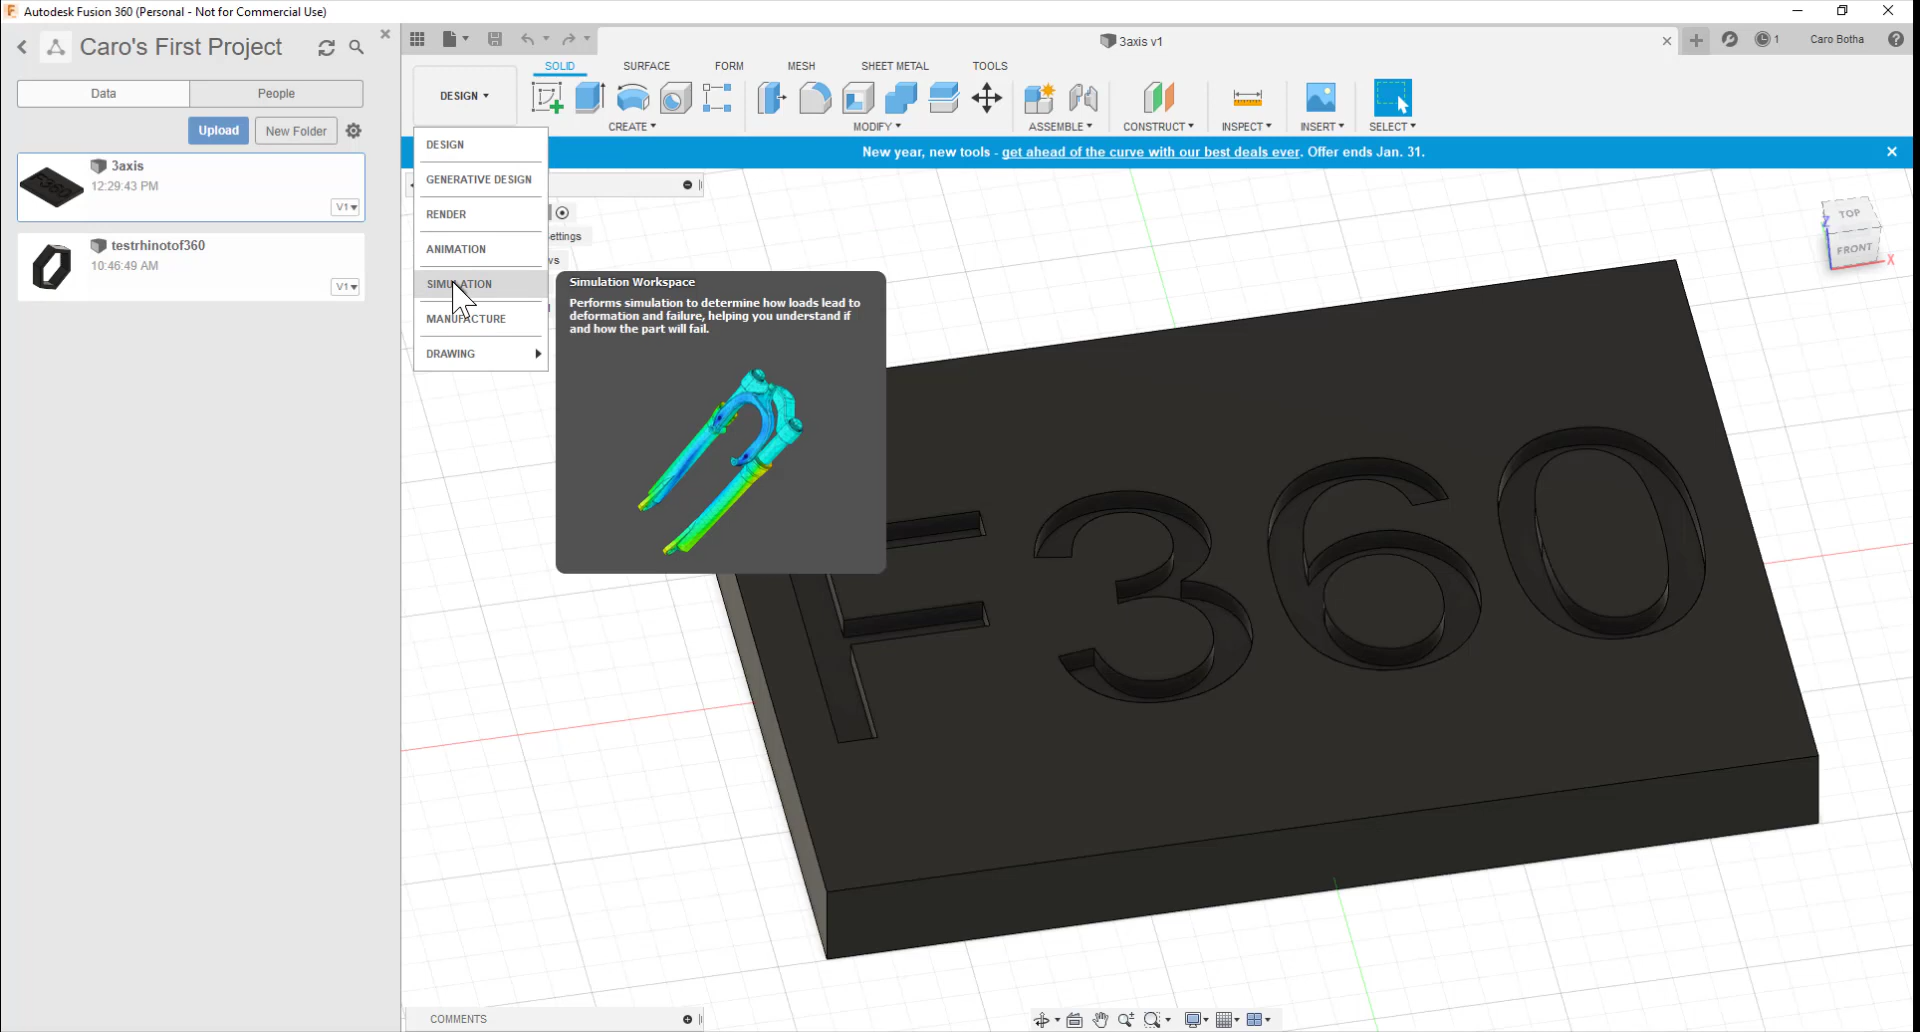 Autodesk Fusion 360 (Personal - Not for Commercial Use)
Caro's First Project
Data
People
Upload
New Folder
3axis
12:29:43 PM
V1
testrhinotof360
10:46:49 AM
V1
3axis v1
1
Caro Botha
SOLID
SURFACE
FORM
MESH
SHEET METAL
TOOLS
DESIGN
CREATE
MODIFY
ASSEMBLE
CONSTRUCT
INSPECT
INSERT
SELECT
New year, new tools - get ahead of the curve with our best deals ever. Offer ends Jan. 31.
DESIGN
GENERATIVE DESIGN
RENDER
ANIMATION
SIMULATION
MANUFACTURE
DRAWING
ettings
ws
Simulation Workspace
Performs simulation to determine how loads lead to
deformation and failure, helping you understand if
and how the part will fail.
TOP
FRONT
Z
X
F360
F360
COMMENTS